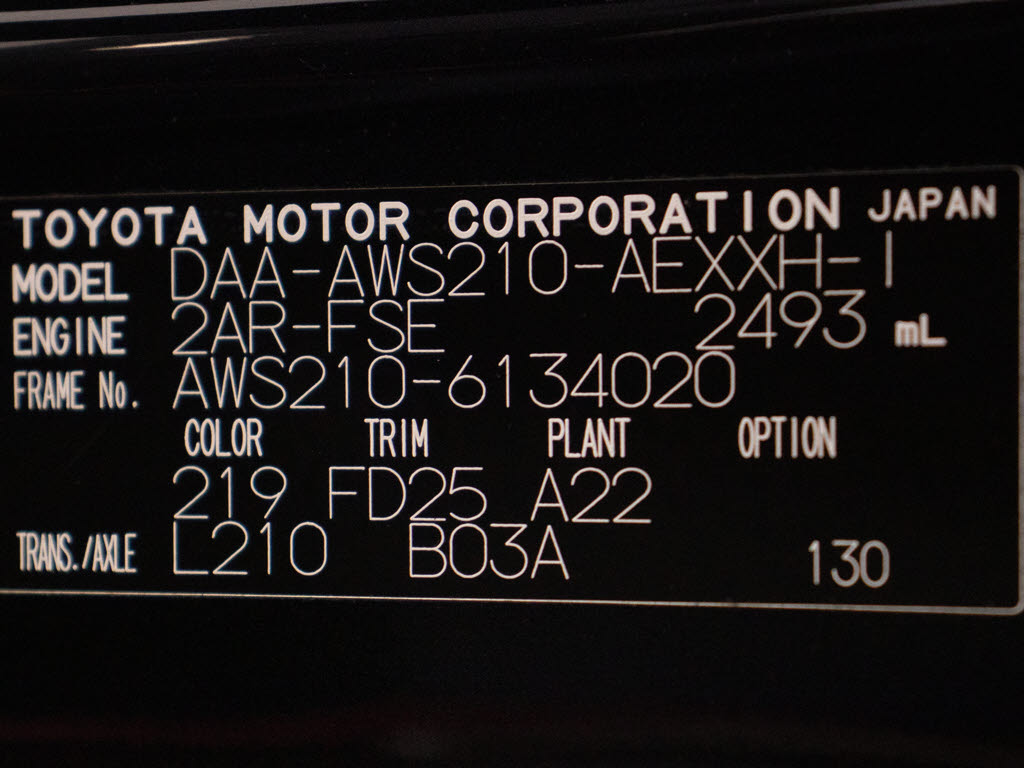 TOYOTA MOTOR CORPORATION JAPAN
MODEL DAA-AWS210-AEXXH-I
ENGINE 2AR-FSE 2493 mL
FRAME No. AWS210-6134020
COLOR TRIM PLANT OPTION
219 FD25 A22
TRANS./AXLE L210 B03A 130